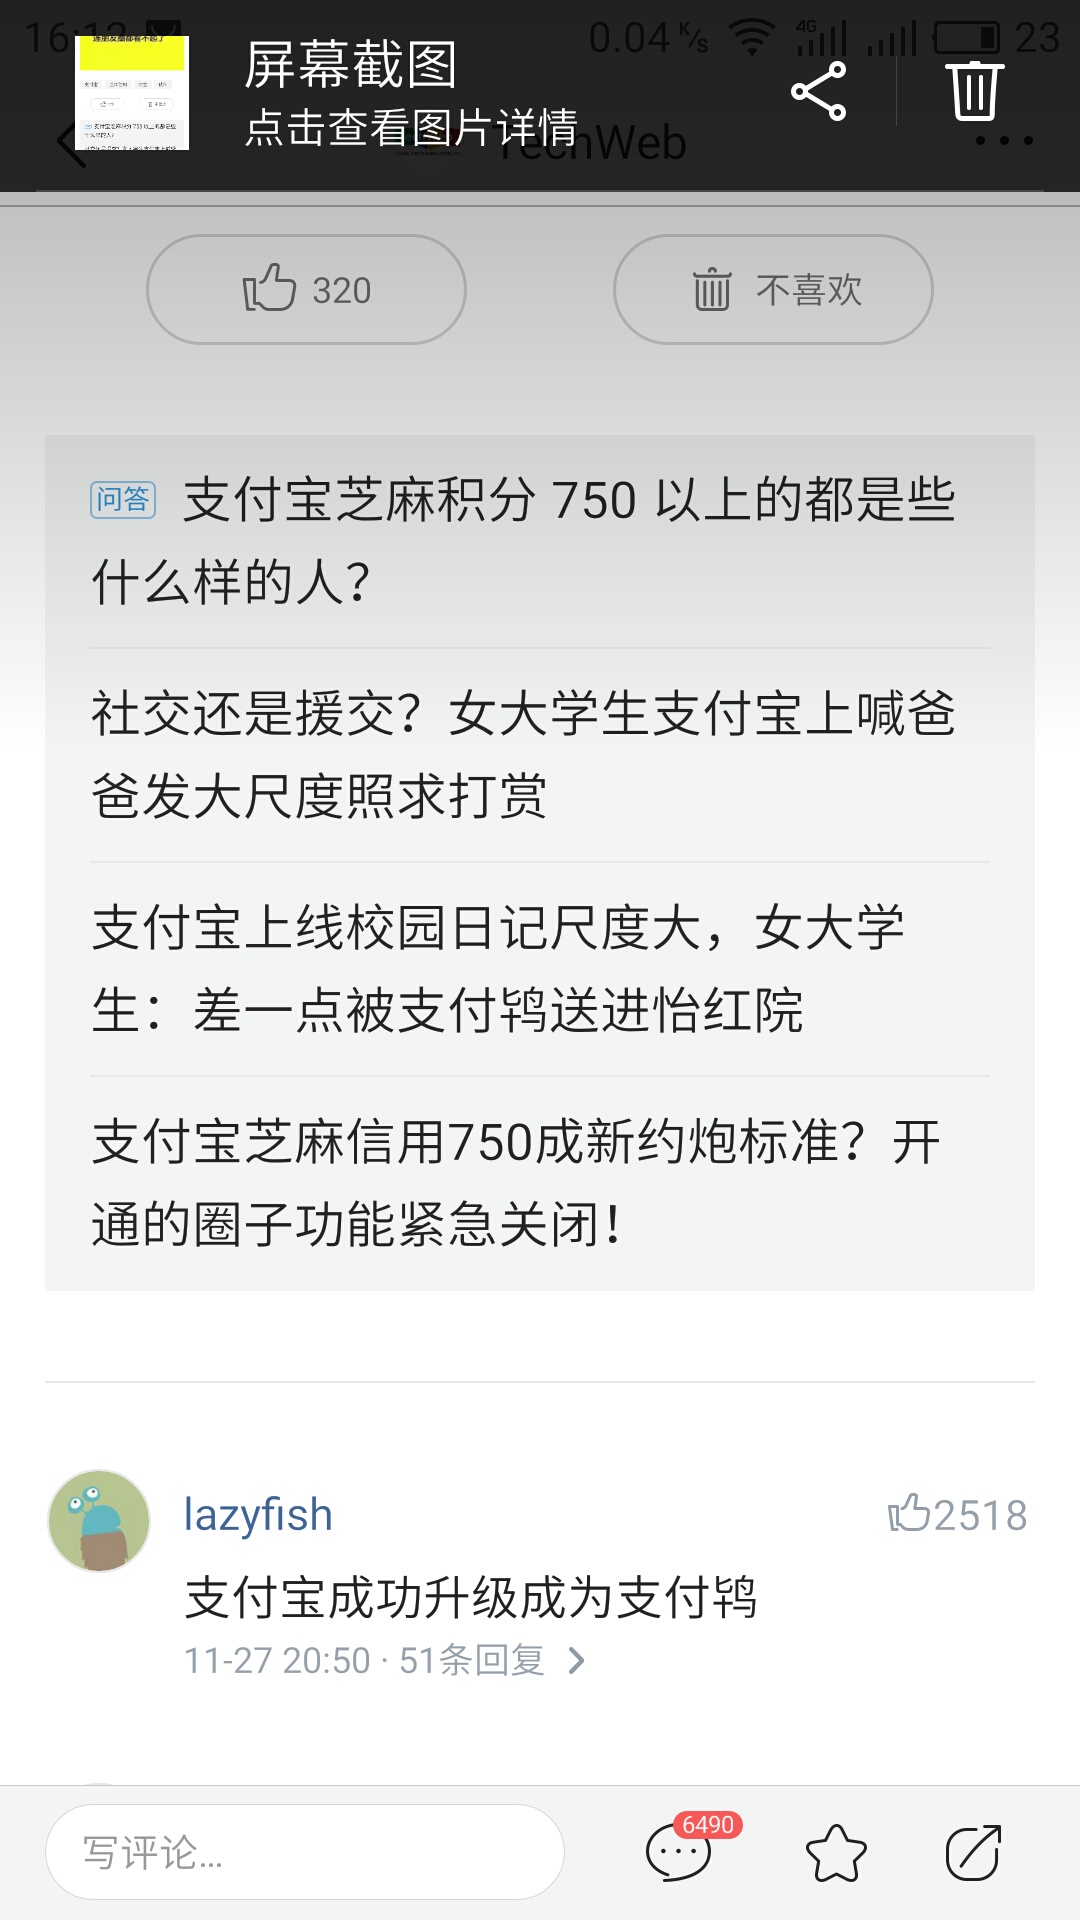 16:12
0.04 K/s
4G
23
屏幕截图
点击查看图片详情
TechWeb
320
不喜欢
问答 支付宝芝麻积分 750 以上的都是些
什么样的人？
社交还是援交？女大学生支付宝上喊爸
爸发大尺度照求打赏
支付宝上线校园日记尺度大，女大学
生：差一点被支付鸨送进怡红院
支付宝芝麻信用750成新约炮标准？开
通的圈子功能紧急关闭！
lazyfish
2518
支付宝成功升级成为支付鸨
11-27 20:50 · 51条回复
写评论...
6490